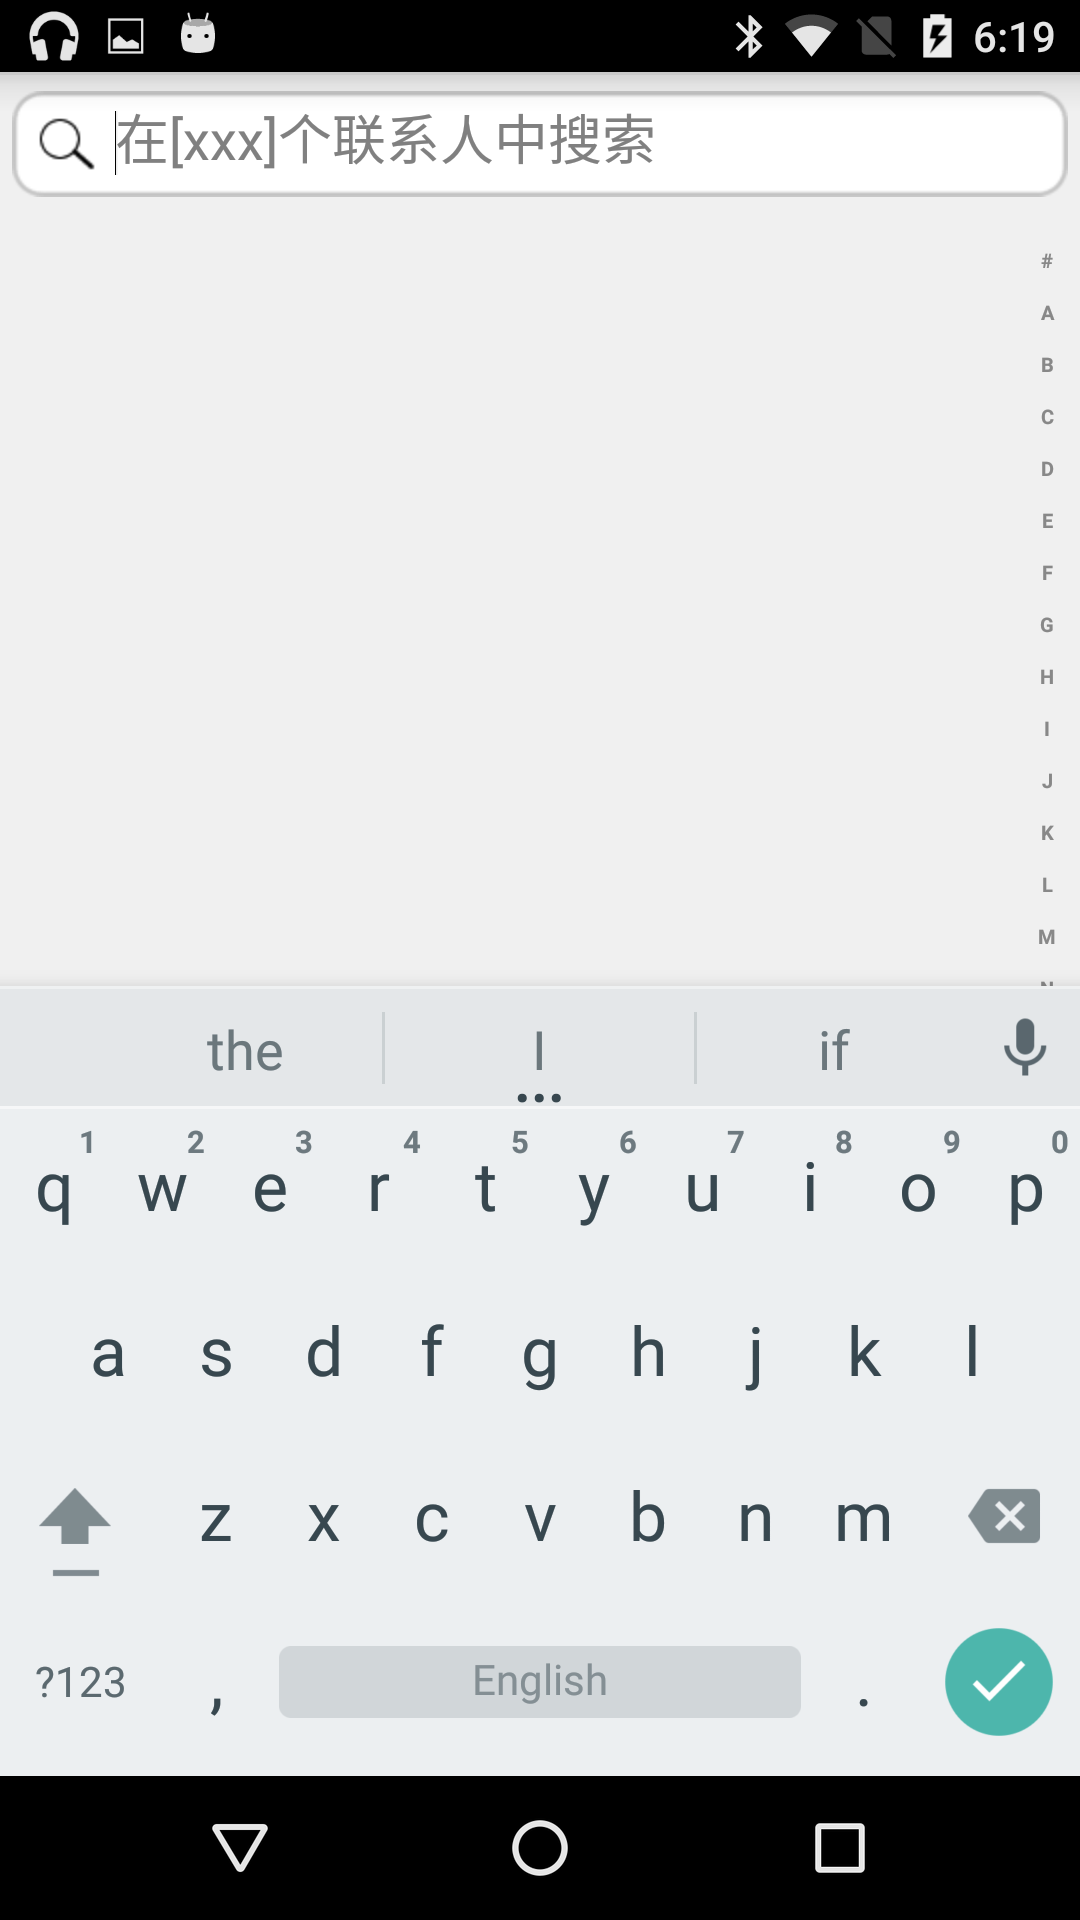 6:19
在[xxx]个联系人中搜索
#
A
B
C
D
E
F
G
H
I
J
K
L
M
the I if
1 2 3 4 5 6 7 8 9 0
q w e r t y u i o p
a s d f g h j k l
z x c v b n m
?123 , English .